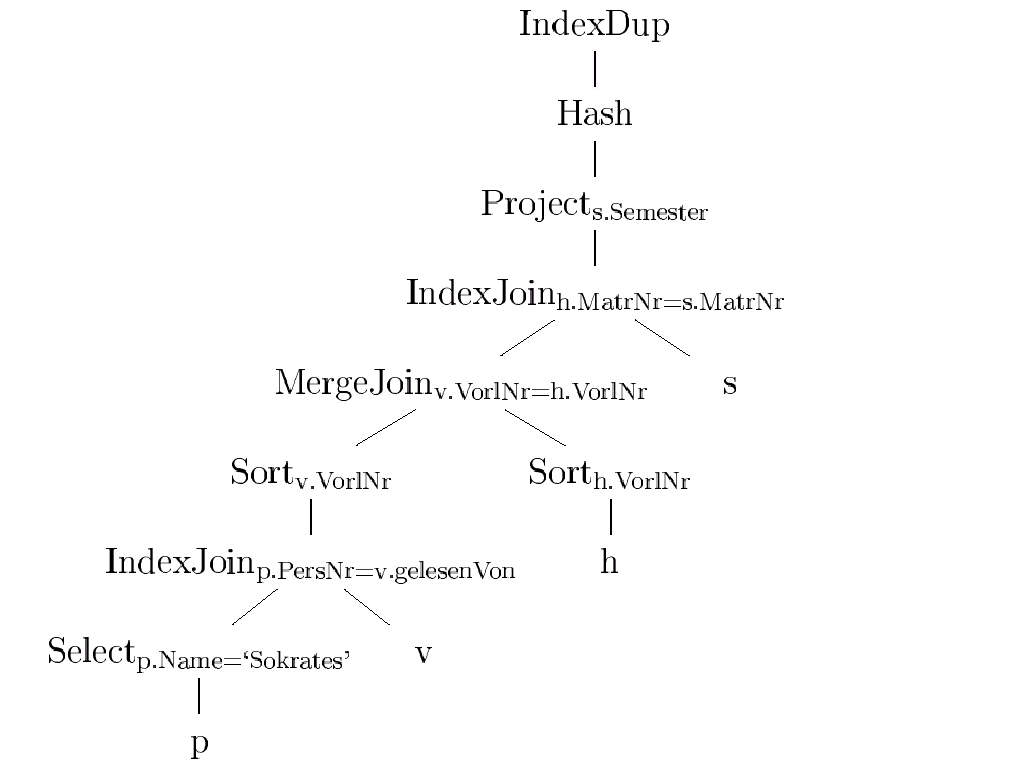 IndexDup
Hash
Project s.Semester
IndexJoin h.MatrNr=s.MatrNr
MergeJoin v.VorlNr=h.VorlNr s
Sort v.VorlNr Sort h.VorlNr
IndexJoin p.PersNr=v.gelesenVon h
Select p.Name=‘Sokrates’ v
p